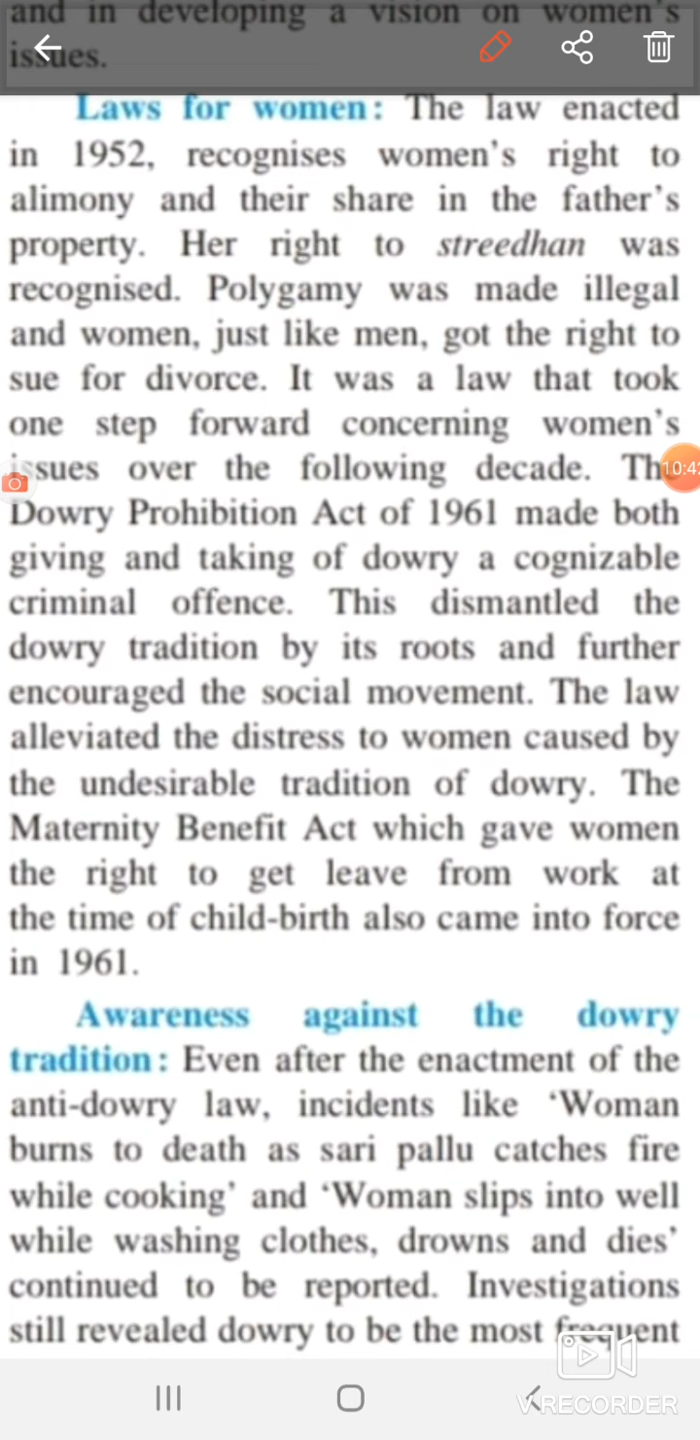 and in developing a vision on women's
issues.
Laws for women: The law enacted
in 1952, recognises women's right to
alimony and their share in the father's
property. Her right to streedhan was
recognised. Polygamy was made illegal
and women, just like men, got the right to
sue for divorce. It was a law that took
one step forward concerning women's
issues over the following decade. The
10:42
Dowry Prohibition Act of 1961 made both
giving and taking of dowry a cognizable
criminal offence. This dismantled the
dowry tradition by its roots and further
encouraged the social movement. The law
alleviated the distress to women caused by
the undesirable tradition of dowry. The
Maternity Benefit Act which gave women
the right to get leave from work at
the time of child-birth also came into force
in 1961.
Awareness against the dowry
tradition: Even after the enactment of the
anti-dowry law, incidents like ‘Woman
burns to death as sari pallu catches fire
while cooking’ and ‘Woman slips into well
while washing clothes, drowns and dies’
continued to be reported. Investigations
still revealed dowry to be the most frequent
V RECORDER